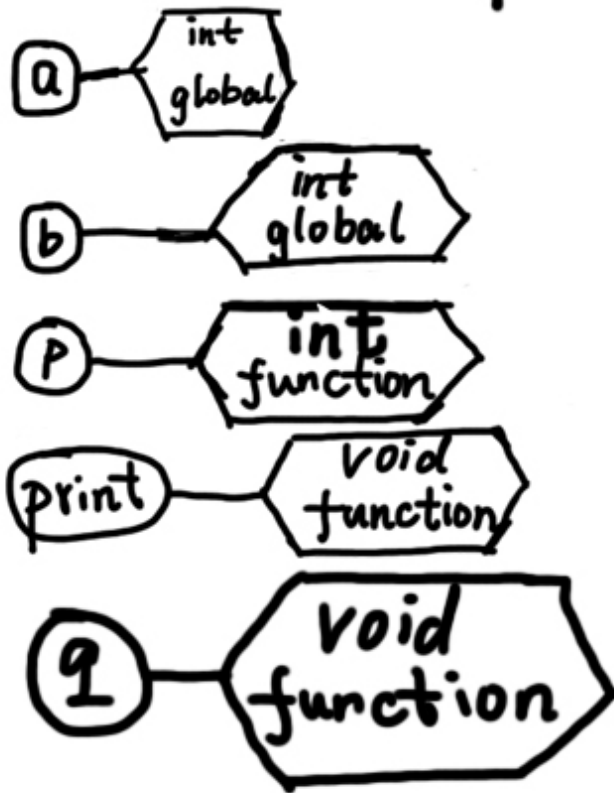 a
int
global
b
int
global
p
int
function
print
void
function
q
void
function